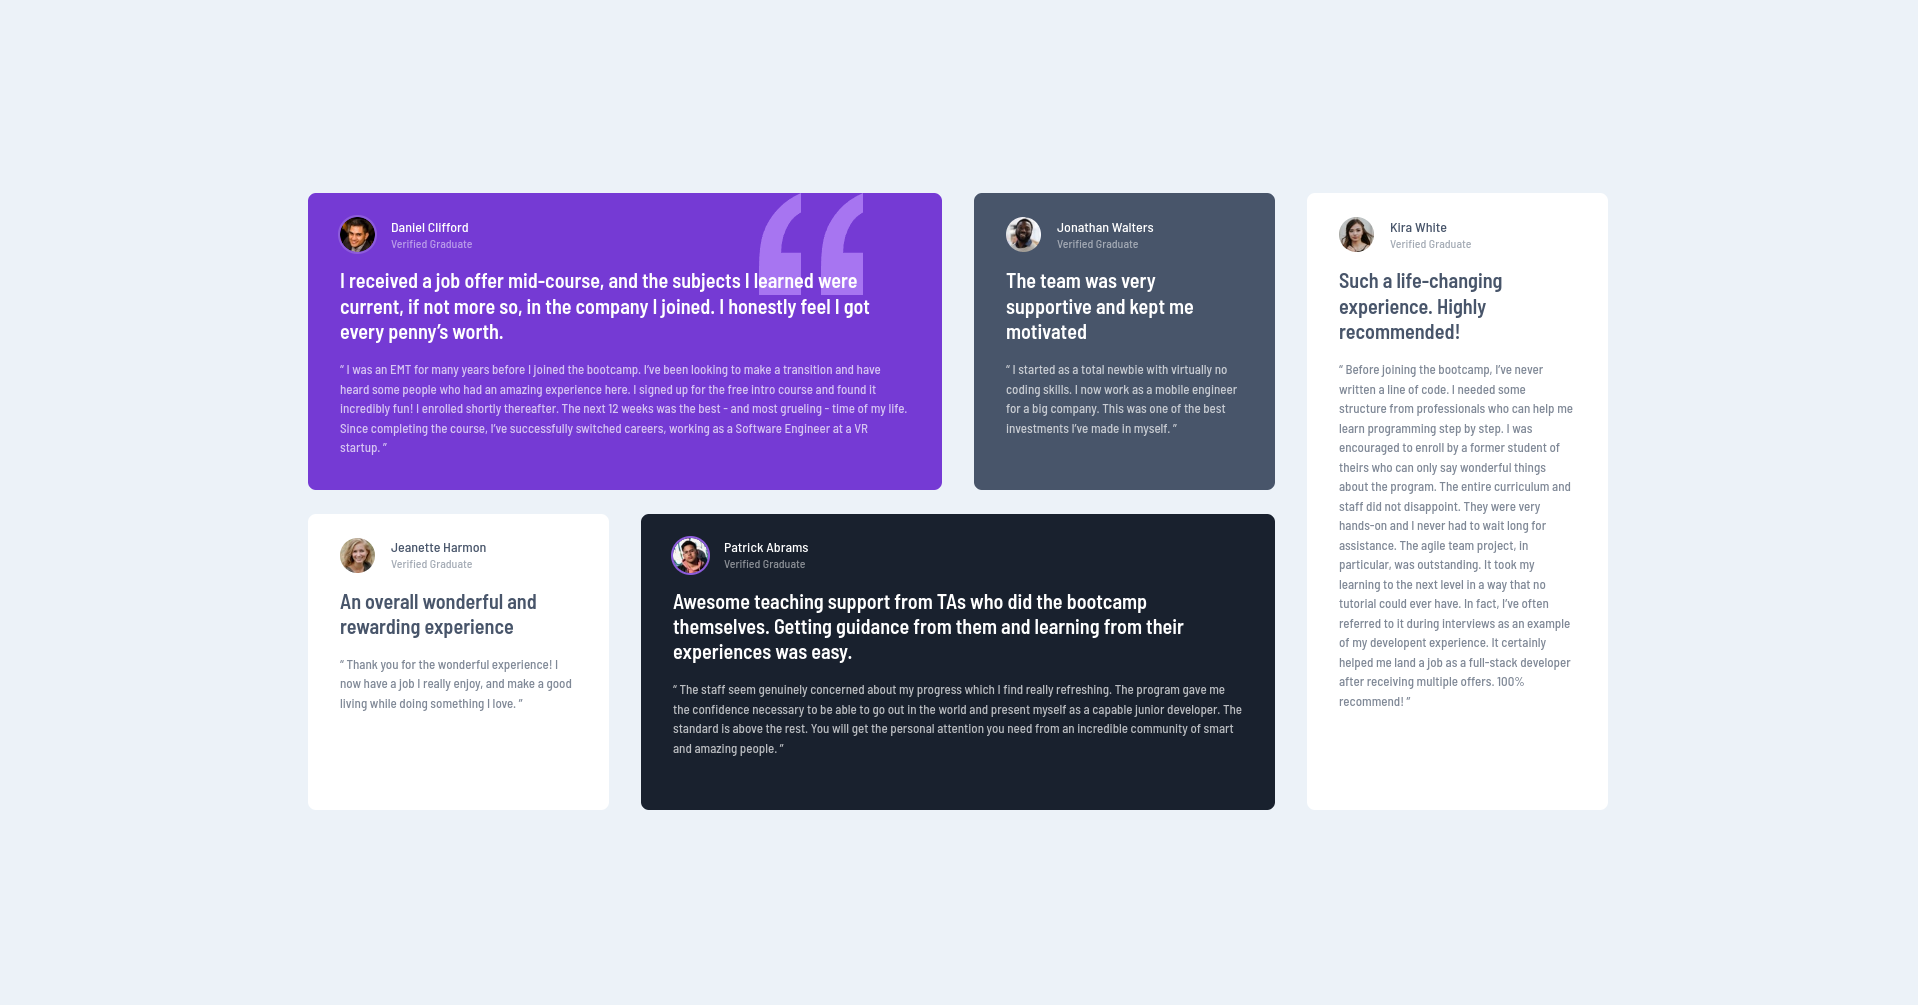 Daniel Clifford
Verified Graduate
I received a job offer mid-course, and the subjects I learned were
current, if not more so, in the company I joined. I honestly feel I got
every penny’s worth.
“ I was an EMT for many years before I joined the bootcamp. I’ve been looking to make a transition and have
heard some people who had an amazing experience here. I signed up for the free intro course and found it
incredibly fun! I enrolled shortly thereafter. The next 12 weeks was the best - and most grueling - time of my life.
Since completing the course, I’ve successfully switched careers, working as a Software Engineer at a VR
startup. ”
Jonathan Walters
Verified Graduate
The team was very
supportive and kept me
motivated
“ I started as a total newbie with virtually no
coding skills. I now work as a mobile engineer
for a big company. This was one of the best
investments I’ve made in myself. ”
Kira White
Verified Graduate
Such a life-changing
experience. Highly
recommended!
“ Before joining the bootcamp, I’ve never
written a line of code. I needed some
structure from professionals who can help me
learn programming step by step. I was
encouraged to enroll by a former student of
theirs who can only say wonderful things
about the program. The entire curriculum and
staff did not disappoint. They were very
hands-on and I never had to wait long for
assistance. The agile team project, in
particular, was outstanding. It took my
learning to the next level in a way that no
tutorial could ever have. In fact, I’ve often
referred to it during interviews as an example
of my developent experience. It certainly
helped me land a job as a full-stack developer
after receiving multiple offers. 100%
recommend! ”
Jeanette Harmon
Verified Graduate
An overall wonderful and
rewarding experience
“ Thank you for the wonderful experience! I
now have a job I really enjoy, and make a good
living while doing something I love. ”
Patrick Abrams
Verified Graduate
Awesome teaching support from TAs who did the bootcamp
themselves. Getting guidance from them and learning from their
experiences was easy.
“ The staff seem genuinely concerned about my progress which I find really refreshing. The program gave me
the confidence necessary to be able to go out in the world and present myself as a capable junior developer. The
standard is above the rest. You will get the personal attention you need from an incredible community of smart
and amazing people. ”